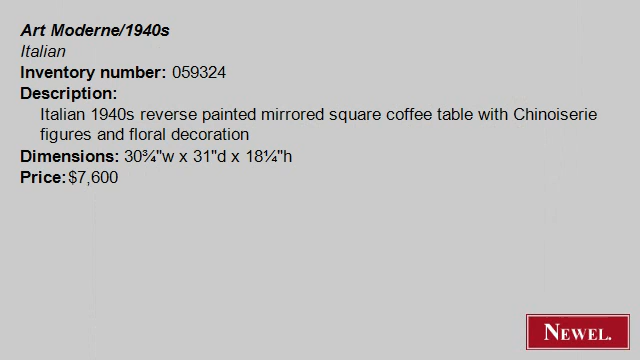 Art Moderne/1940s
Italian
Inventory number: 059324
Description:
Italian 1940s reverse painted mirrored square coffee table with Chinoiserie
figures and floral decoration
Dimensions: 30¾"w x 31"d x 18¼"h
Price:$7,600
NEWEL.